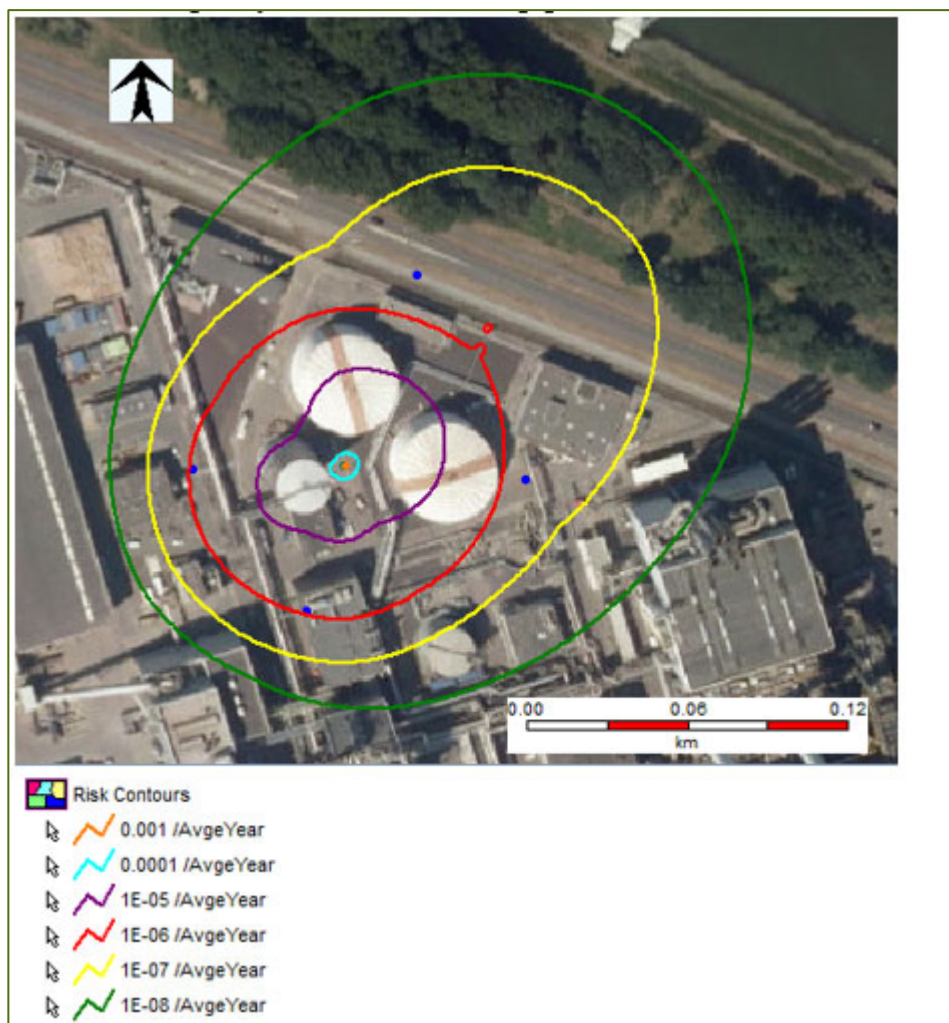 0.00 0.06 0.12
km
Risk Contours
0.001 /AvgeYear
0.0001 /AvgeYear
1E-05 /AvgeYear
1E-06 /AvgeYear
1E-07 /AvgeYear
1E-08 /AvgeYear